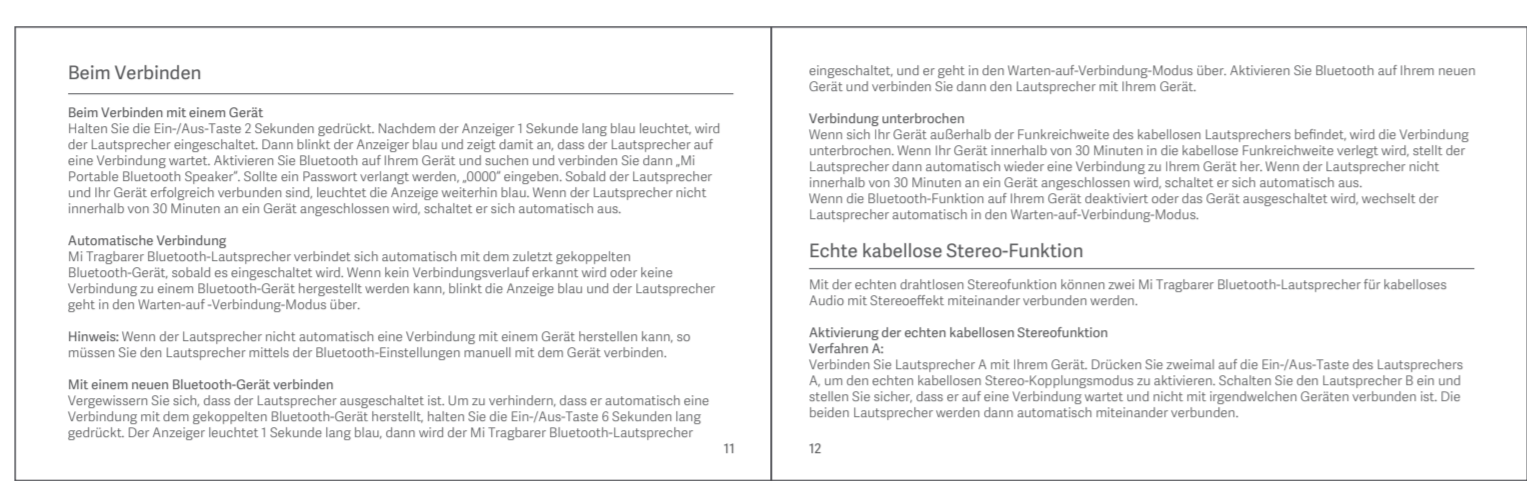 Beim Verbinden
Beim Verbinden mit einem Gerät
Halten Sie die Ein-/Aus-Taste 2 Sekunden gedrückt. Nachdem der Anzeiger 1 Sekunde lang blau leuchtet, wird
der Lautsprecher eingeschaltet. Dann blinkt der Anzeiger blau und zeigt damit an, dass der Lautsprecher auf
eine Verbindung wartet. Aktivieren Sie Bluetooth auf Ihrem Gerät und suchen und verbinden Sie dann „Mi
Portable Bluetooth Speaker“. Sollte ein Passwort verlangt werden, „0000“ eingeben. Sobald der Lautsprecher
und Ihr Gerät erfolgreich verbunden sind, leuchtet die Anzeige weiterhin blau. Wenn der Lautsprecher nicht
innerhalb von 30 Minuten an ein Gerät angeschlossen wird, schaltet er sich automatisch aus.
Automatische Verbindung
Mi Tragbarer Bluetooth-Lautsprecher verbindet sich automatisch mit dem zuletzt gekoppelten
Bluetooth-Gerät, sobald es eingeschaltet wird. Wenn kein Verbindungsverlauf erkannt wird oder keine
Verbindung zu einem Bluetooth-Gerät hergestellt werden kann, blinkt die Anzeige blau und der Lautsprecher
geht in den Warten-auf -Verbindung-Modus über.
Hinweis: Wenn der Lautsprecher nicht automatisch eine Verbindung mit einem Gerät herstellen kann, so
müssen Sie den Lautsprecher mittels der Bluetooth-Einstellungen manuell mit dem Gerät verbinden.
Mit einem neuen Bluetooth-Gerät verbinden
Vergewissern Sie sich, dass der Lautsprecher ausgeschaltet ist. Um zu verhindern, dass er automatisch eine
Verbindung mit dem gekoppelten Bluetooth-Gerät herstellt, halten Sie die Ein-/Aus-Taste 6 Sekunden lang
gedrückt. Der Anzeiger leuchtet 1 Sekunde lang blau, dann wird der Mi Tragbarer Bluetooth-Lautsprecher
11
eingeschaltet, und er geht in den Warten-auf-Verbindung-Modus über. Aktivieren Sie Bluetooth auf Ihrem neuen
Gerät und verbinden Sie dann den Lautsprecher mit Ihrem Gerät.
Verbindung unterbrochen
Wenn sich Ihr Gerät außerhalb der Funkreichweite des kabellosen Lautsprechers befindet, wird die Verbindung
unterbrochen. Wenn Ihr Gerät innerhalb von 30 Minuten in die kabellose Funkreichweite verlegt wird, stellt der
Lautsprecher dann automatisch wieder eine Verbindung zu Ihrem Gerät her. Wenn der Lautsprecher nicht
innerhalb von 30 Minuten an ein Gerät angeschlossen wird, schaltet er sich automatisch aus.
Wenn die Bluetooth-Funktion auf Ihrem Gerät deaktiviert oder das Gerät ausgeschaltet wird, wechselt der
Lautsprecher automatisch in den Warten-auf-Verbindung-Modus.
Echte kabellose Stereo-Funktion
Mit der echten drahtlosen Stereofunktion können zwei Mi Tragbarer Bluetooth-Lautsprecher für kabelloses
Audio mit Stereoeffekt miteinander verbunden werden.
Aktivierung der echten kabellosen Stereofunktion
Verfahren A:
Verbinden Sie Lautsprecher A mit Ihrem Gerät. Drücken Sie zweimal auf die Ein-/Aus-Taste des Lautsprechers
A, um den echten kabellosen Stereo-Kopplungsmodus zu aktivieren. Schalten Sie den Lautsprecher B ein und
stellen Sie sicher, dass er auf eine Verbindung wartet und nicht mit irgendwelchen Geräten verbunden ist. Die
beiden Lautsprecher werden dann automatisch miteinander verbunden.
12